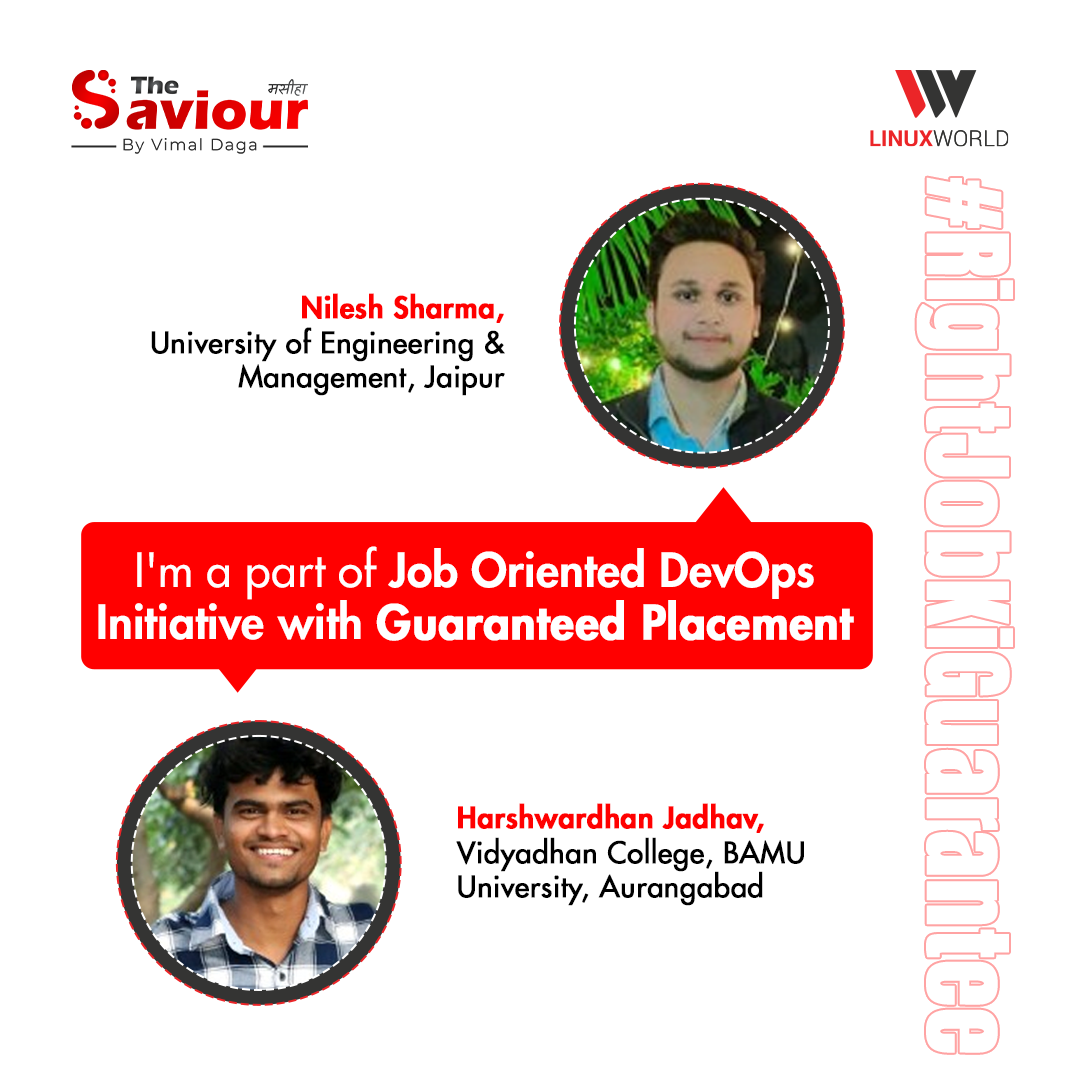 The
मसीहा
Saviour
By Vimal Daga
LINUXWORLD
#RightJobKiGuarantee
Nilesh Sharma,
University of Engineering &
Management, Jaipur
I'm a part of Job Oriented DevOps
Initiative with Guaranteed Placement
Harshwardhan Jadhav,
Vidyadhan College, BAMU
University, Aurangabad